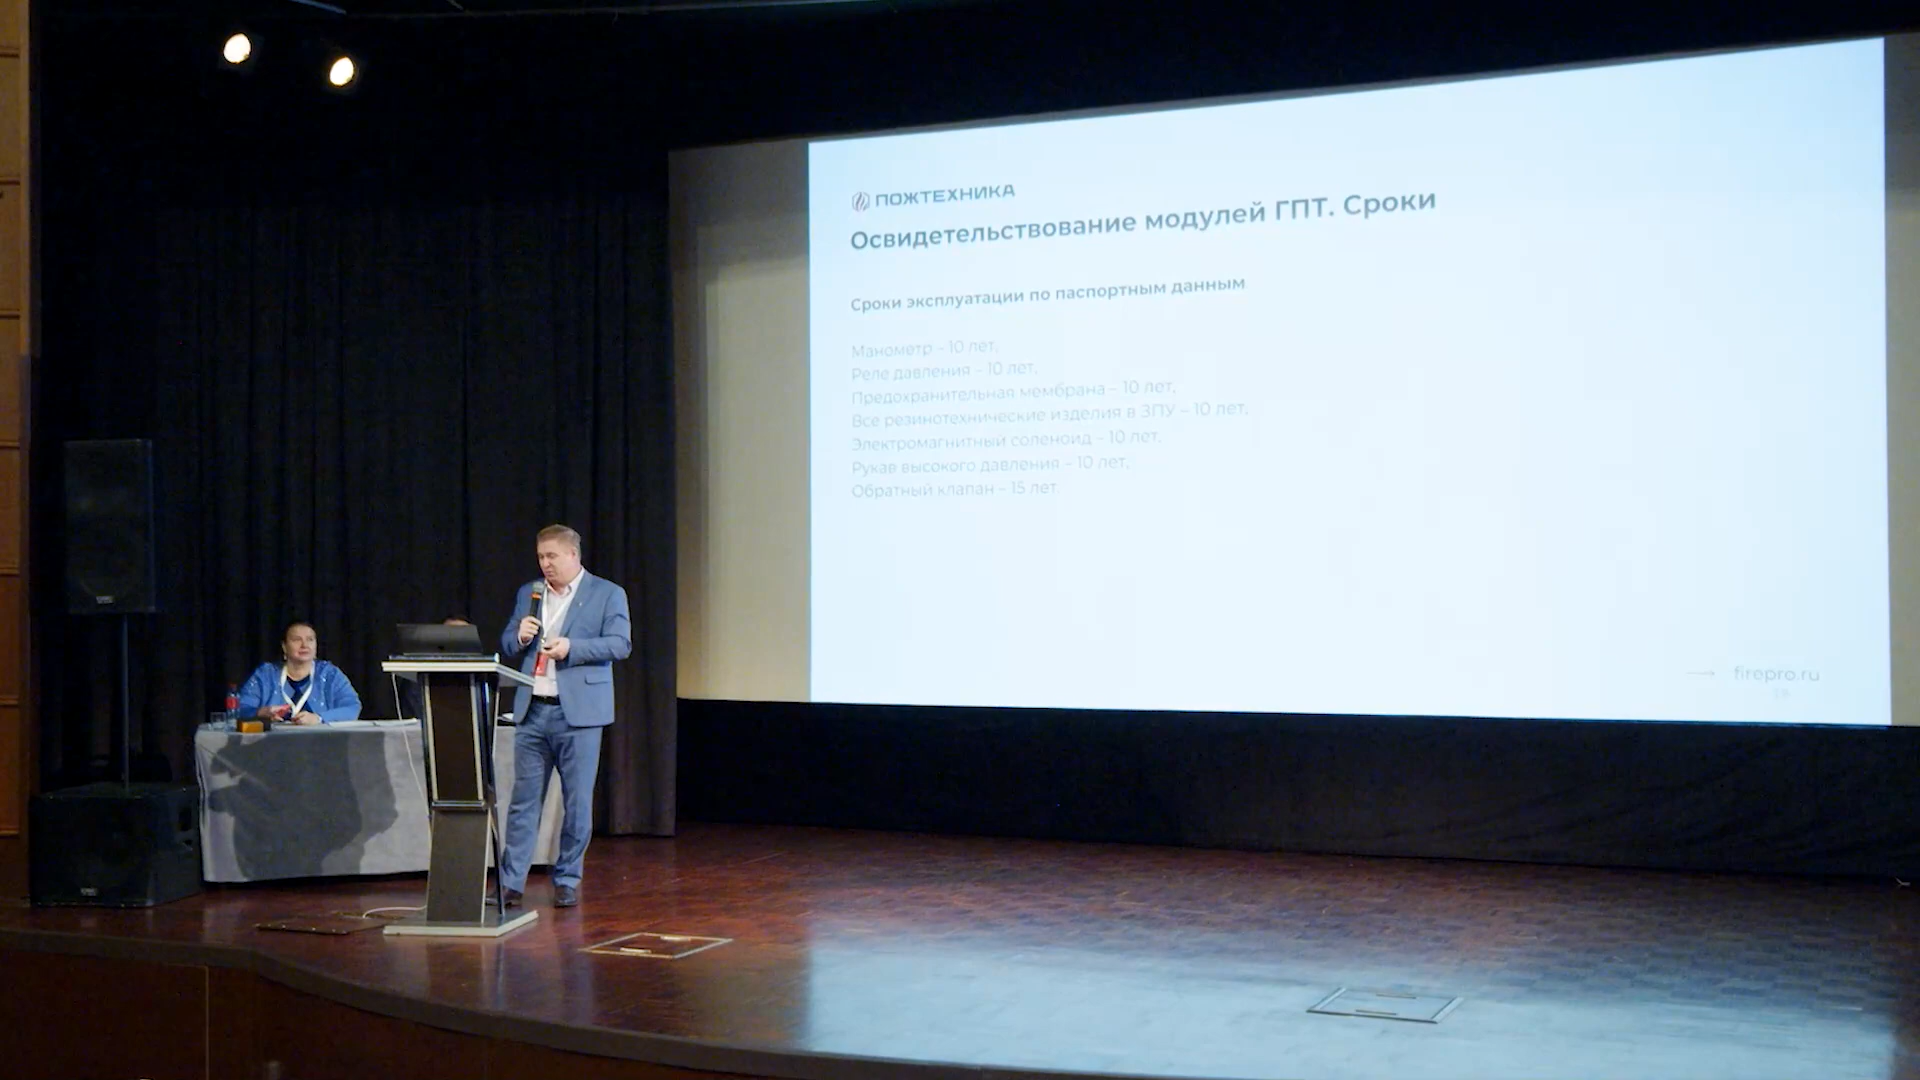 ПОЖТЕХНИКА
Освидетельствование модулей ГПТ. Сроки
Сроки эксплуатации по паспортным данным
Манометр – 10 лет,
Реле давления – 10 лет,
Предохранительная мембрана – 10 лет,
Все резинотехнические изделия в ЗПУ – 10 лет,
Электромагнитный соленоид – 10 лет,
Рукав высокого давления – 10 лет,
Обратный клапан – 15 лет.
firepro.ru